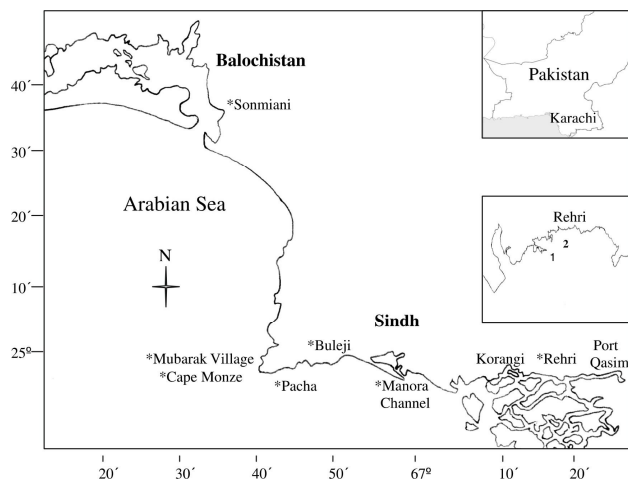 Balochistan
*Sonmiani
Pakistan
Karachi
Arabian Sea
N
Rehri
1
2
Sindh
*Buleji
*Mubarak Village
*Cape Monze
*Pacha
*Manora
Channel
Korangi
*Rehri
Port
Qasim
40´
30´
20´
10´
25º
20´
30´
40´
50´
67º
10´
20´